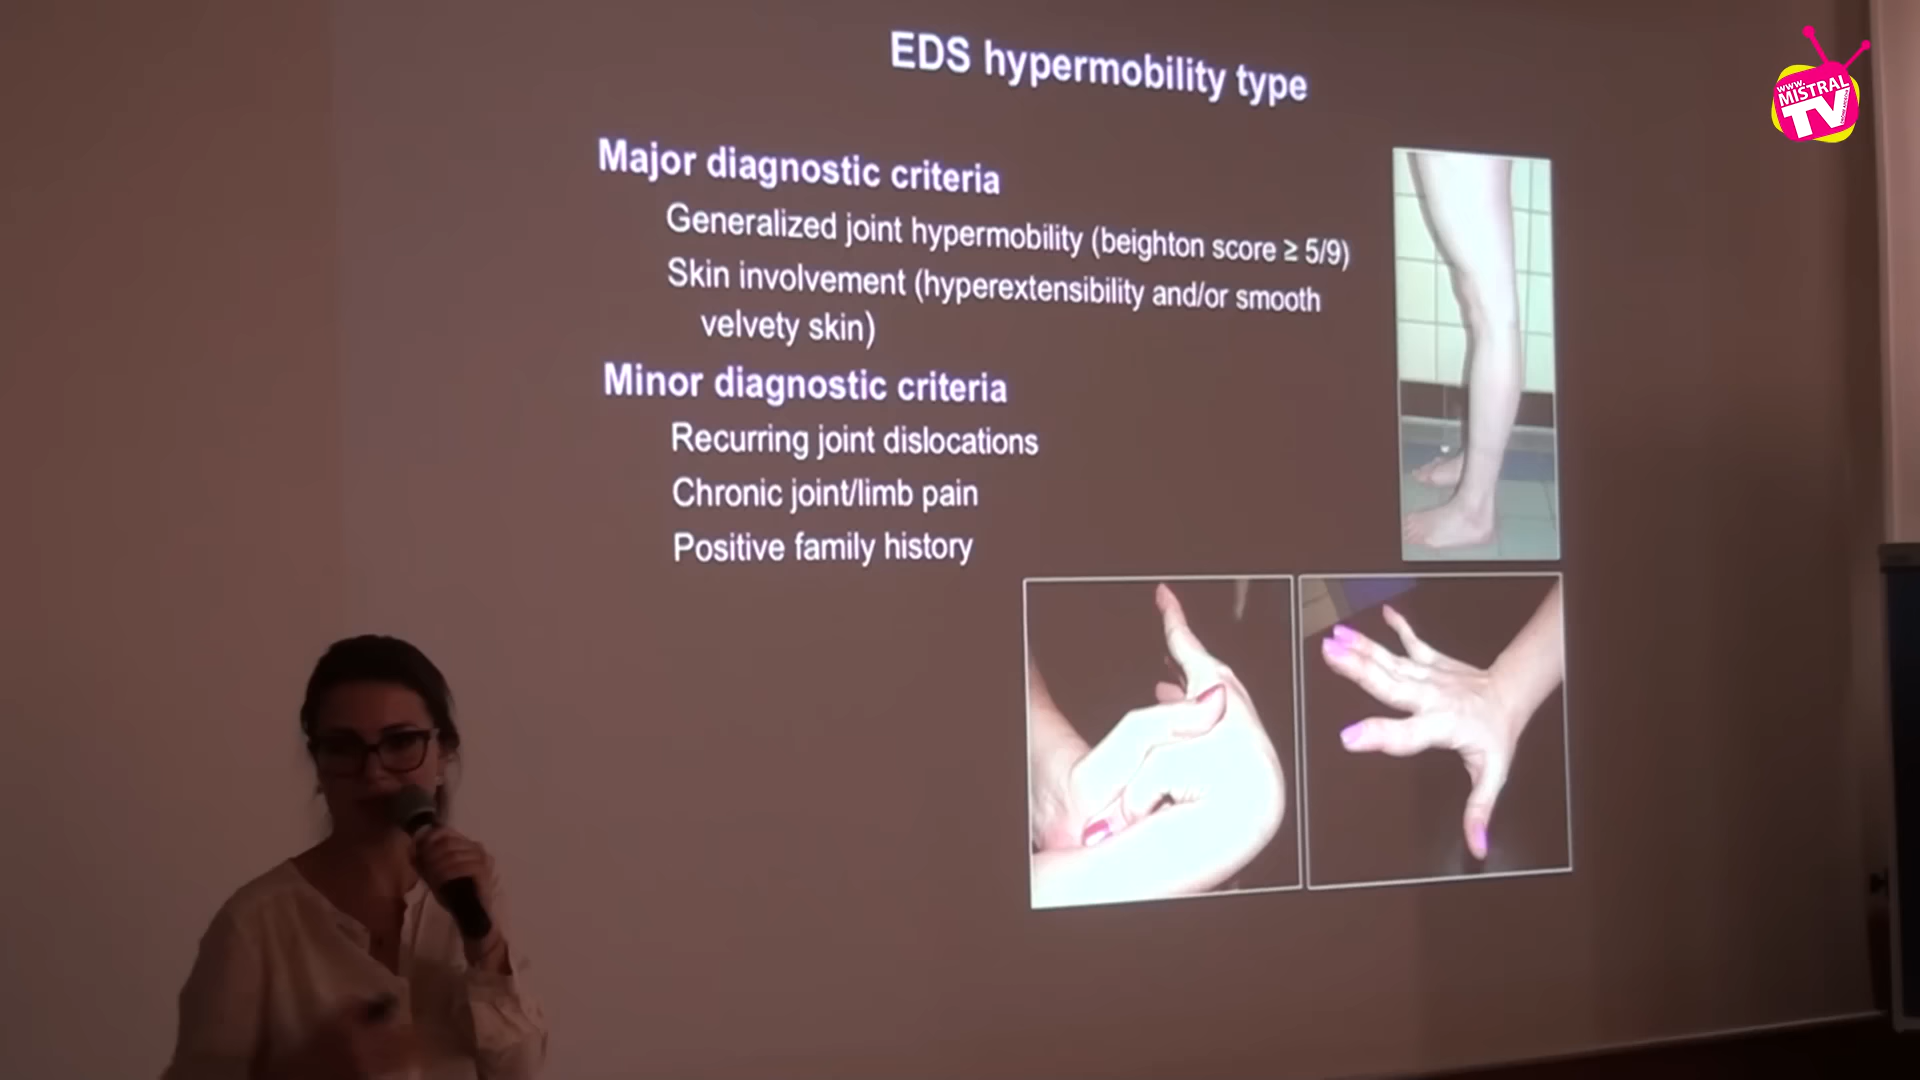 EDS hypermobility type
Major diagnostic criteria
Generalized joint hypermobility (beighton score ≥ 5/9)
Skin involvement (hyperextensibility and/or smooth
velvety skin)
Minor diagnostic criteria
Recurring joint dislocations
Chronic joint/limb pain
Positive family history
www.
MISTRAL
TV